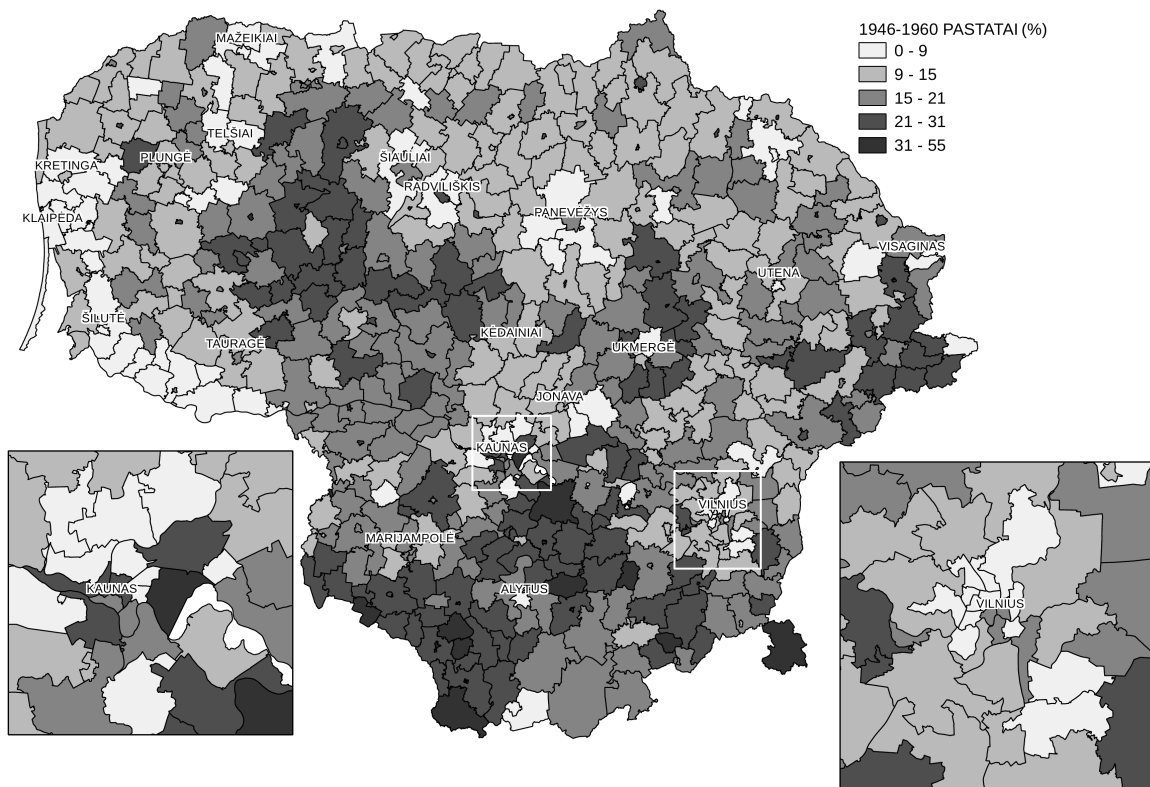 1946-1960 PASTATAI (%)
0 - 9
9 - 15
15 - 21
21 - 31
31 - 55
MAŽEIKIAI
TELŠIAI
KRETINGA
PLUNGĖ
ŠIAULIAI
RADVILIŠKIS
KLAIPĖDA
PANEVĖŽYS
VISAGINAS
UTENA
ŠILUTĖ
TAURAGĖ
KĖDAINIAI
UKMERGĖ
JONAVA
KAUNAS
VILNIUS
MARIJAMPOLĖ
ALYTUS
KAUNAS
VILNIUS